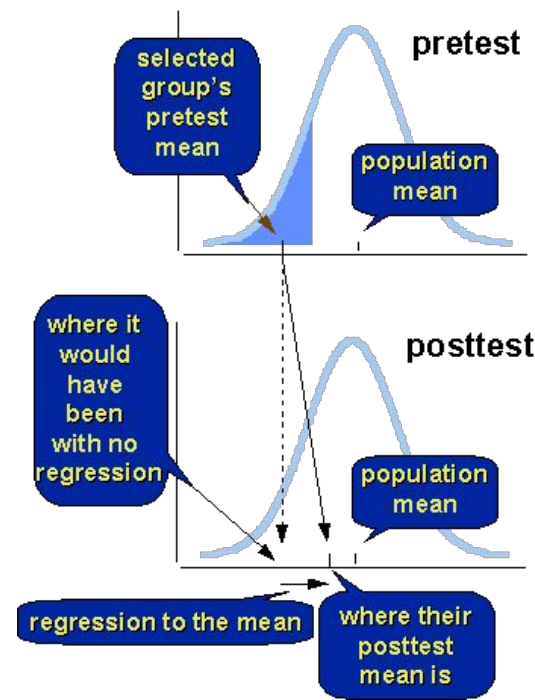 pretest
selected
group's
pretest
mean
population
mean
posttest
where it
would
have
been
with no
regression
population
mean
regression to the mean
where their
posttest
mean is